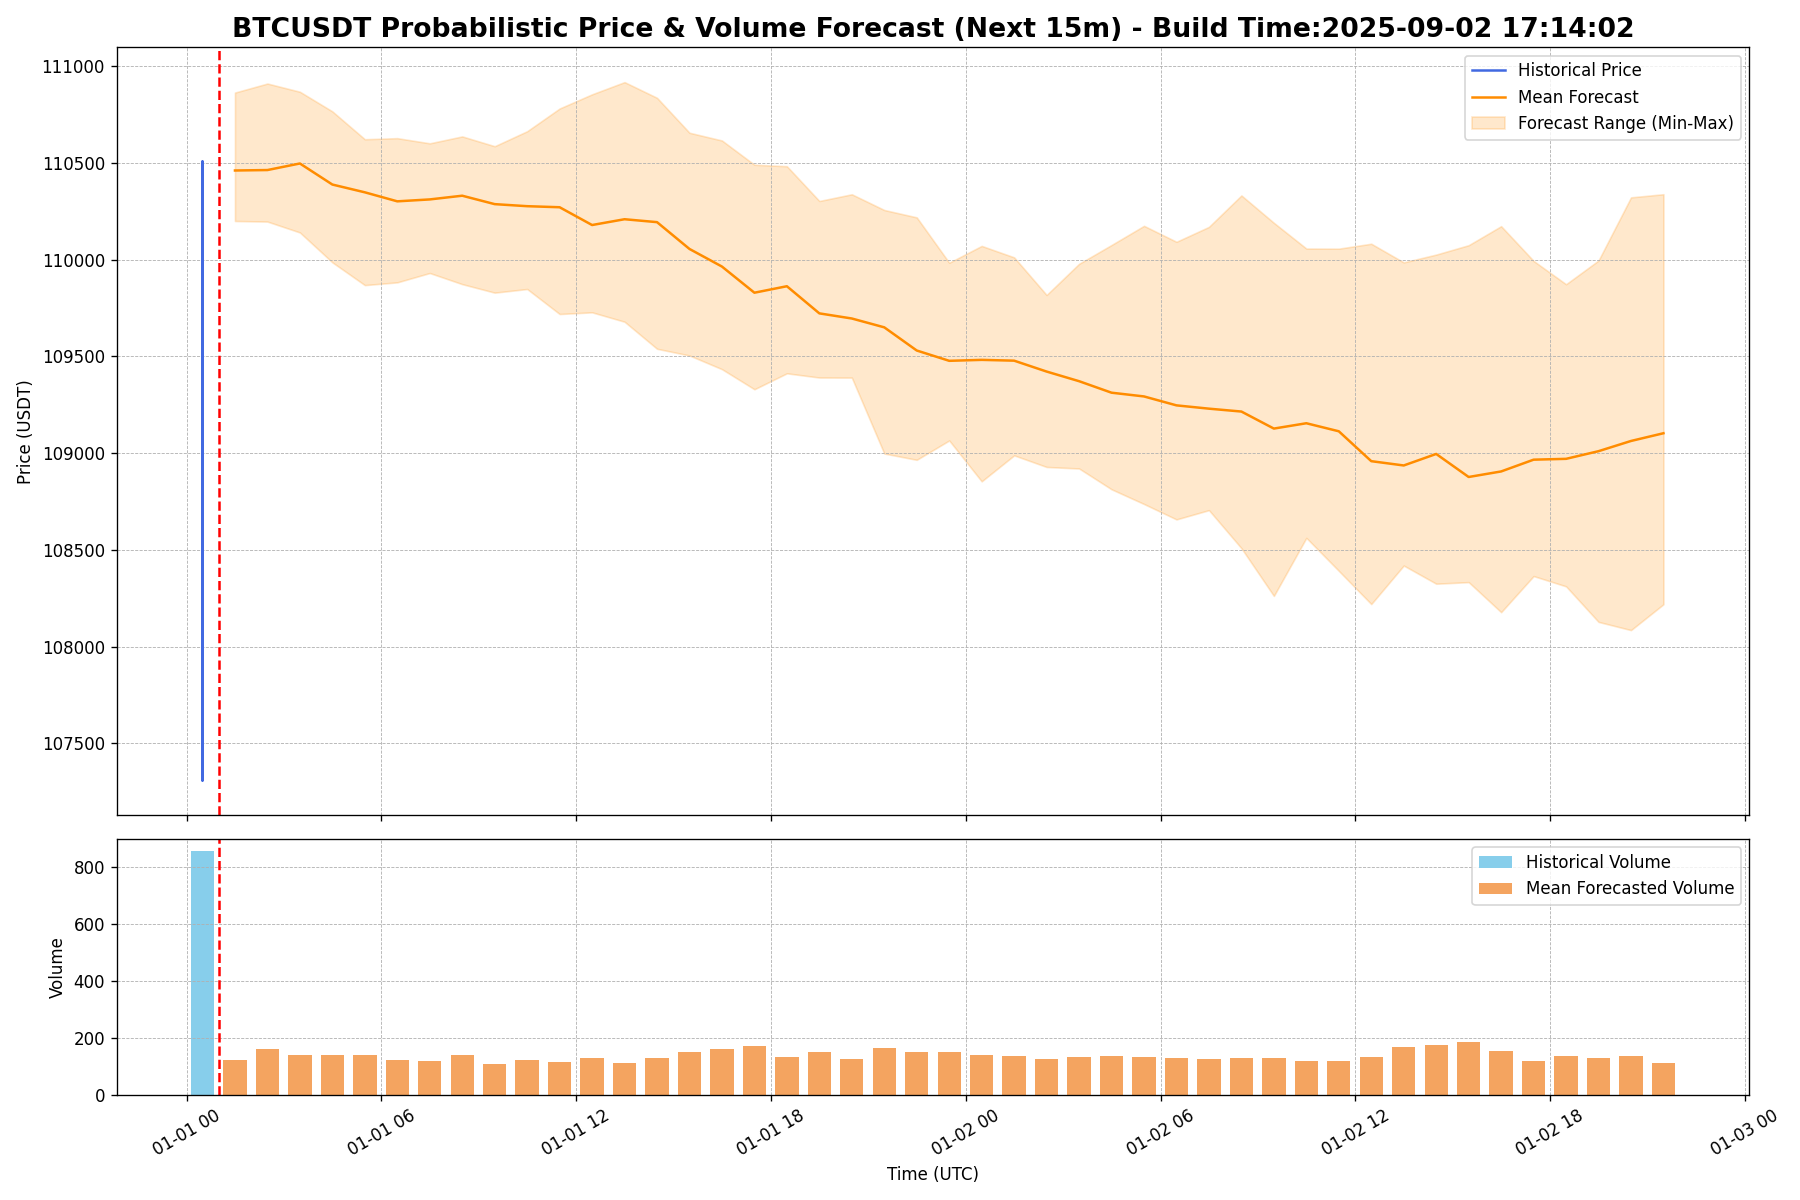 BTCUSDT Probabilistic Price & Volume Forecast (Next 15m) - Build Time:2025-09-02 17:14:02
Historical Price
Mean Forecast
Forecast Range (Min-Max)
111000
110500
110000
109500
109000
108500
108000
107500
Price (USDT)
Historical Volume
Mean Forecasted Volume
800
600
400
200
0
Volume
01-01 00
01-01 06
01-01 12
01-01 18
01-02 00
01-02 06
01-02 12
01-02 18
01-03 00
Time (UTC)